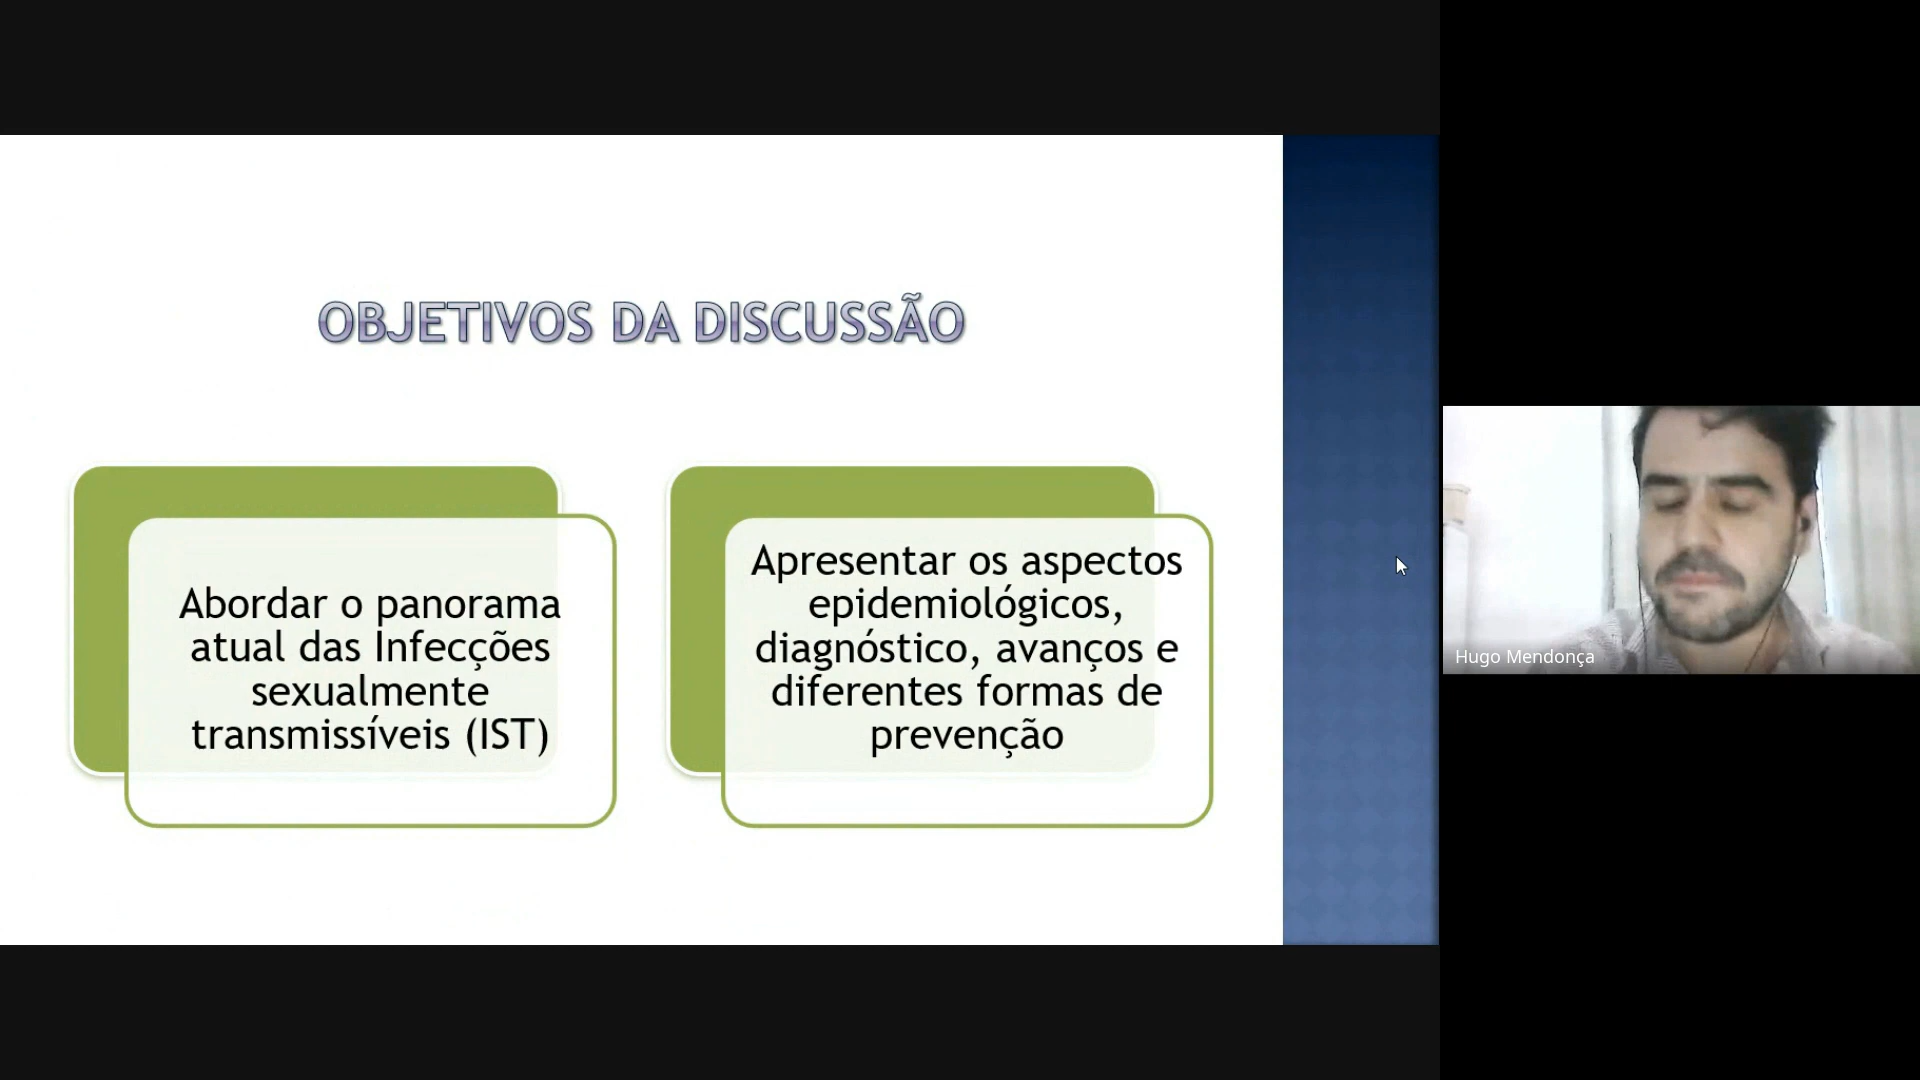 OBJETIVOS DA DISCUSSÃO
Abordar o panorama
atual das Infecções
sexualmente
transmissíveis (IST)
Apresentar os aspectos
epidemiológicos,
diagnóstico, avanços e
diferentes formas de
prevenção
Hugo Mendonça